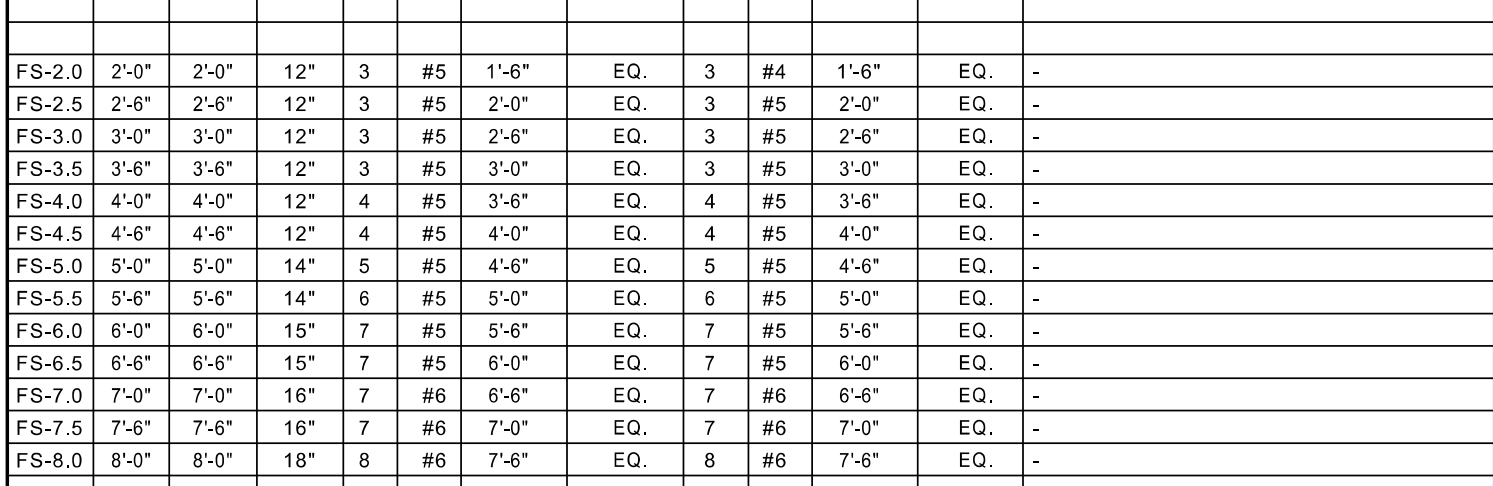 FS-2.0 2'-0" 2'-0" 12" 3 #5 1'-6" EQ. 3 #4 1'-6" EQ. -
FS-2.5 2'-6" 2'-6" 12" 3 #5 2'-0" EQ. 3 #5 2'-0" EQ. -
FS-3.0 3'-0" 3'-0" 12" 3 #5 2'-6" EQ. 3 #5 2'-6" EQ. -
FS-3.5 3'-6" 3'-6" 12" 3 #5 3'-0" EQ. 3 #5 3'-0" EQ. -
FS-4.0 4'-0" 4'-0" 12" 4 #5 3'-6" EQ. 4 #5 3'-6" EQ. -
FS-4.5 4'-6" 4'-6" 12" 4 #5 4'-0" EQ. 4 #5 4'-0" EQ. -
FS-5.0 5'-0" 5'-0" 14" 5 #5 4'-6" EQ. 5 #5 4'-6" EQ. -
FS-5.5 5'-6" 5'-6" 14" 6 #5 5'-0" EQ. 6 #5 5'-0" EQ. -
FS-6.0 6'-0" 6'-0" 15" 7 #5 5'-6" EQ. 7 #5 5'-6" EQ. -
FS-6.5 6'-6" 6'-6" 15" 7 #5 6'-0" EQ. 7 #5 6'-0" EQ. -
FS-7.0 7'-0" 7'-0" 16" 7 #6 6'-6" EQ. 7 #6 6'-6" EQ. -
FS-7.5 7'-6" 7'-6" 16" 7 #6 7'-0" EQ. 7 #6 7'-0" EQ. -
FS-8.0 8'-0" 8'-0" 18" 8 #6 7'-6" EQ. 8 #6 7'-6" EQ. -